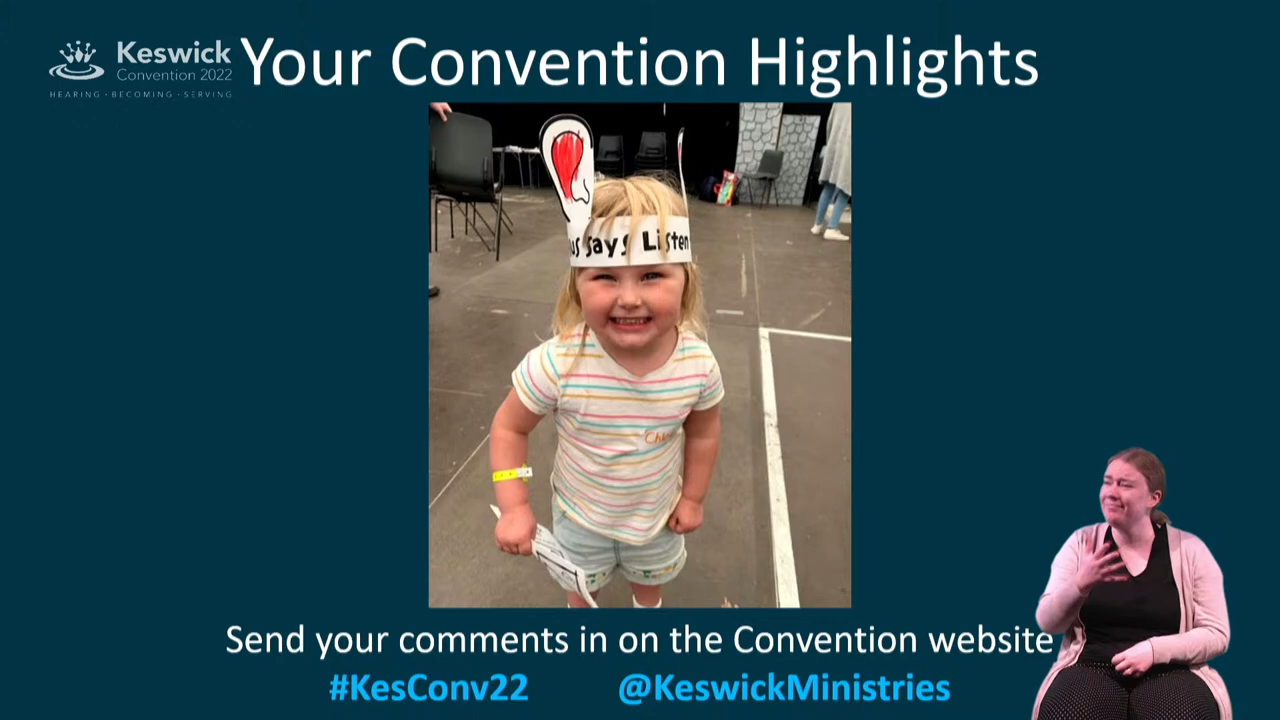 Keswick
Convention 2022
HEARING · BECOMING · SERVING
Your Convention Highlights
says Listen
Send your comments in on the Convention website
#KesConv22 @KeswickMinistries